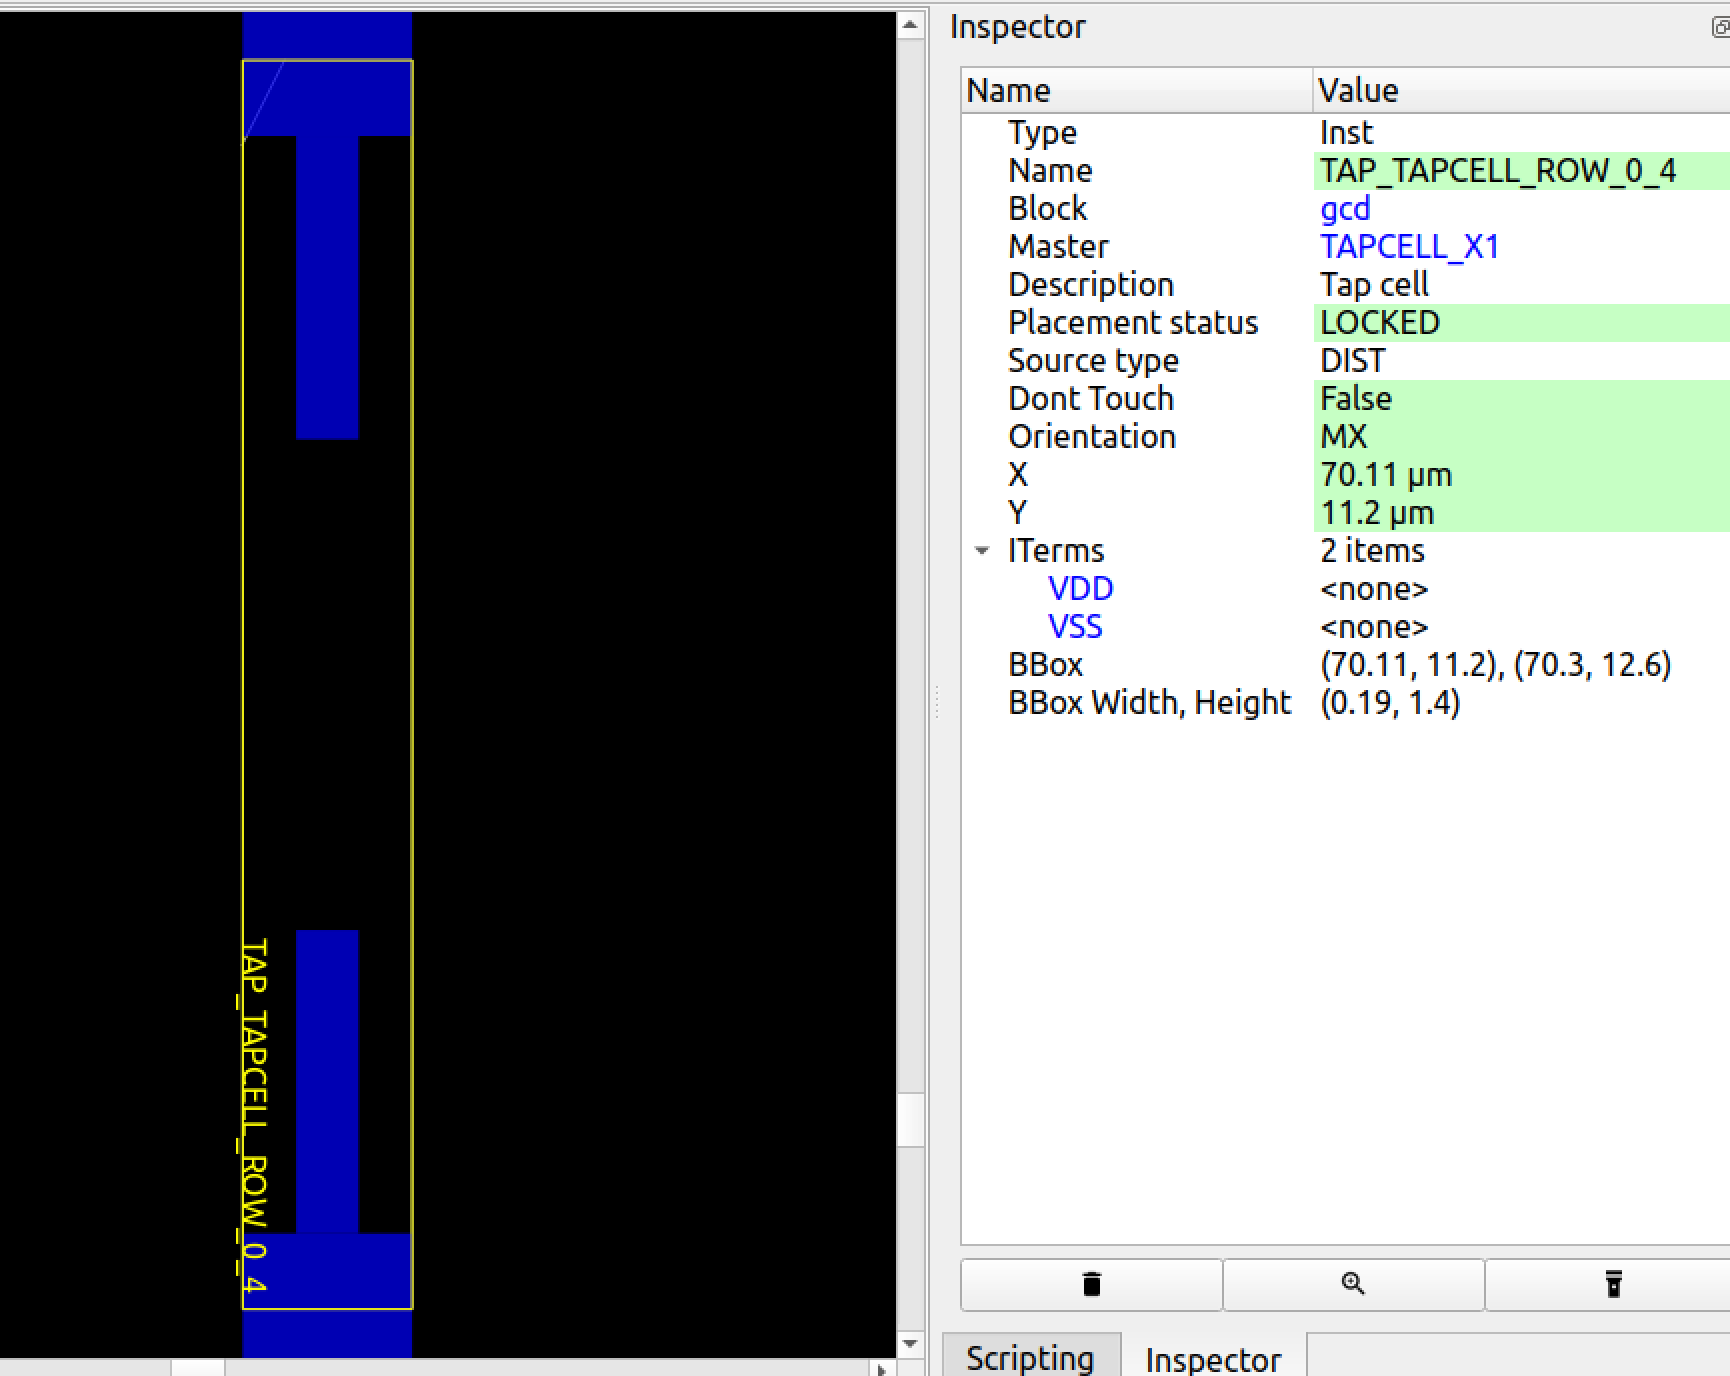 TAP_TAPCELL_ROW_0_4
Inspector
Name Value
Type Inst
Name TAP_TAPCELL_ROW_0_4
Block gcd
Master TAPCELL_X1
Description Tap cell
Placement status LOCKED
Source type DIST
Dont Touch False
Orientation MX
X 70.11 µm
Y 11.2 µm
ITerms 2 items
VDD <none>
VSS <none>
BBox (70.11, 11.2), (70.3, 12.6)
BBox Width, Height (0.19, 1.4)
Scripting Inspector